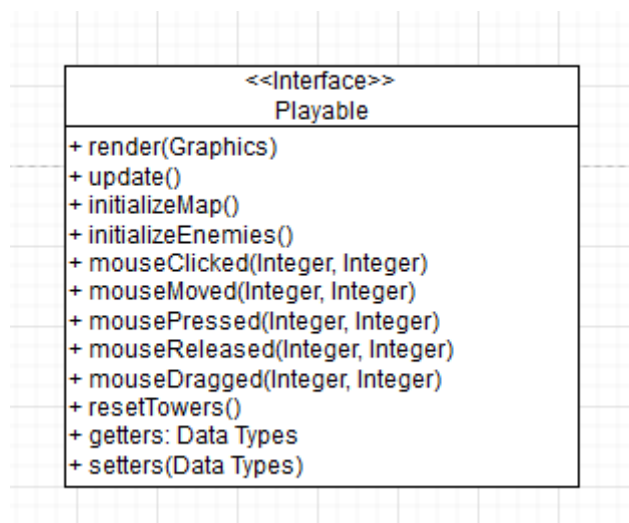 <<Interface>>
Playable
+ render(Graphics)
+ update()
+ initializeMap()
+ initializeEnemies()
+ mouseClicked(Integer, Integer)
+ mouseMoved(Integer, Integer)
+ mousePressed(Integer, Integer)
+ mouseReleased(Integer, Integer)
+ mouseDragged(Integer, Integer)
+ resetTowers()
+ getters: Data Types
+ setters(Data Types)